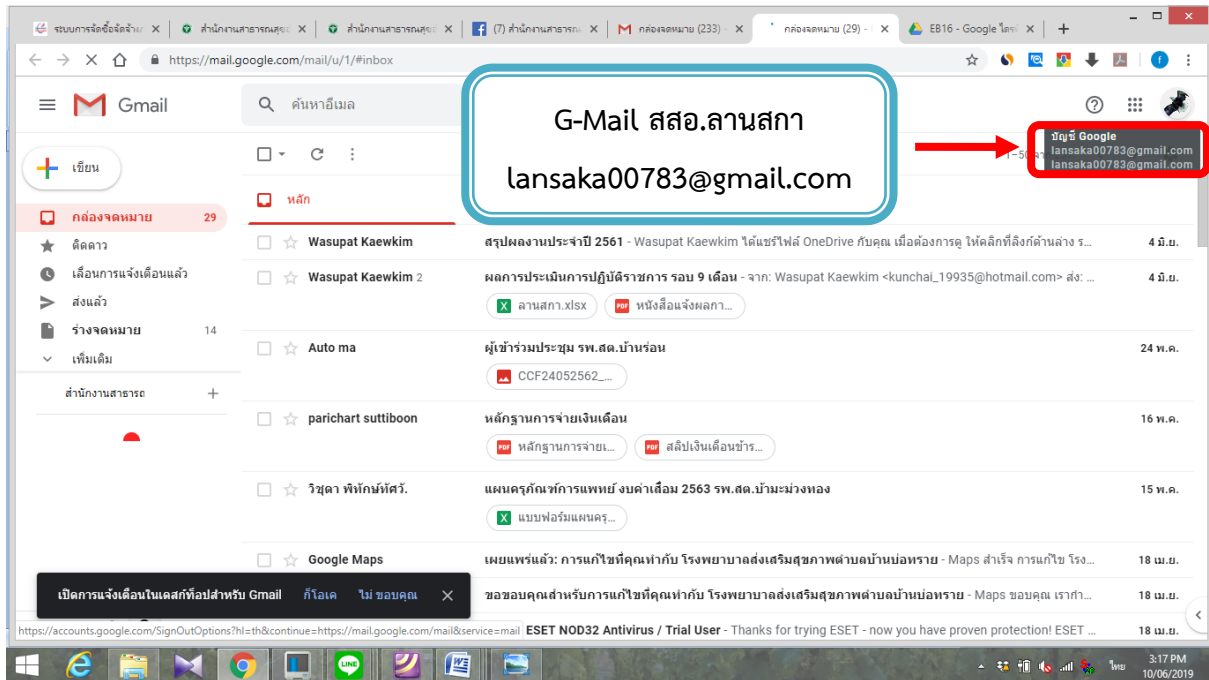 ระบบการจัดซื้อจัดจ้าง
สำนักงานสาธารณสุข
สำนักงานสาธารณสุข
(7) สำนักงานสาธารณ
กล่องจดหมาย (233) -
กล่องจดหมาย (29) -
EB16 - Google ไดรฟ์
https://mail.google.com/mail/u/1/#inbox
Gmail
ค้นหาอีเมล
G-Mail สสอ.ลานสกา
lansaka00783@gmail.com
บัญชี Google
lansaka00783@gmail.com
lansaka00783@gmail.com
เขียน
1-50 จาก
หลัก
กล่องจดหมาย 29
ติดดาว
เลื่อนการแจ้งเตือนแล้ว
ส่งแล้ว
ร่างจดหมาย 14
เพิ่มเติม
สำนักงานสาธารถ
Wasupat Kaewkim สรุปผลงานประจำปี 2561 - Wasupat Kaewkim ได้แชร์ไฟล์ OneDrive กับคุณ เมื่อต้องการดู ให้คลิกที่ลิงก์ด้านล่าง ร... 4 มิ.ย.
Wasupat Kaewkim 2 ผลการประเมินการปฏิบัติราชการ รอบ 9 เดือน - จาก: Wasupat Kaewkim <kunchai_19935@hotmail.com> ส่ง: ... 4 มิ.ย.
ลานสกา.xlsx หนังสือแจ้งผลกา...
Auto ma ผู้เข้าร่วมประชุม รพ.สต.บ้านร่อน 24 พ.ค.
CCF24052562_...
parichart suttiboon หลักฐานการจ่ายเงินเดือน 16 พ.ค.
หลักฐานการจ่ายเ... สลิปเงินเดือนข้าร...
วิชุดา พิทักษ์ทัศวั. แผนครุภัณฑ์การแพทย์ งบค่าเสื่อม 2563 รพ.สต.บ้ามะม่วงทอง 15 พ.ค.
แบบฟอร์มแผนครุ...
Google Maps เผยแพร่แล้ว: การแก้ไขที่คุณทำกับ โรงพยาบาลส่งเสริมสุขภาพตำบลบ้านบ่อทราย - Maps สำเร็จ การแก้ไข โรง... 18 เม.ย.
ขอขอบคุณสำหรับการแก้ไขที่คุณทำกับ โรงพยาบาลส่งเสริมสุขภาพตำบลบ้านบ่อทราย - Maps ขอบคุณ เราทำ... 18 เม.ย.
เปิดการแจ้งเตือนในเดสก์ท็อปสำหรับ Gmail ก็โอเค ไม่ ขอบคุณ
https://accounts.google.com/SignOutOptions?hl=th&continue=https://mail.google.com/mail&service=mail
ESET NOD32 Antivirus / Trial User - Thanks for trying ESET - now you have proven protection! ESET ... 18 เม.ย.
LINE
ไทย
3:17 PM
10/06/2019